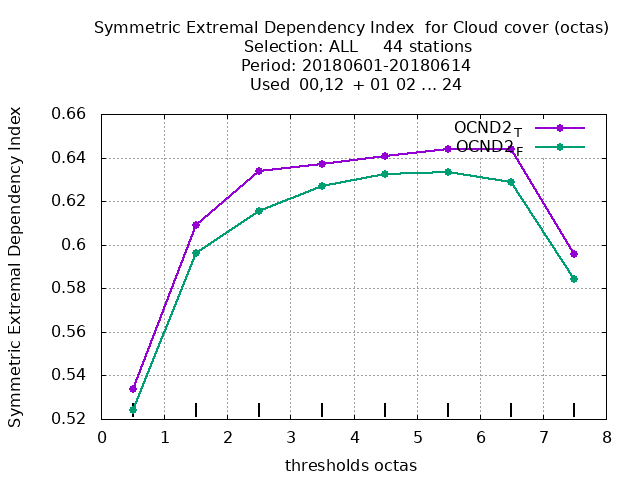 Symmetric Extremal Dependency Index  for Cloud cover (octas)
Selection: ALL     44 stations
Period: 20180601-20180614
Used  00,12  + 01 02 ... 24
Symmetric Extremal Dependency Index
0.66
0.64
0.62
0.6
0.58
0.56
0.54
0.52
OCND2T
OCND2F
0 1 2 3 4 5 6 7 8
thresholds octas